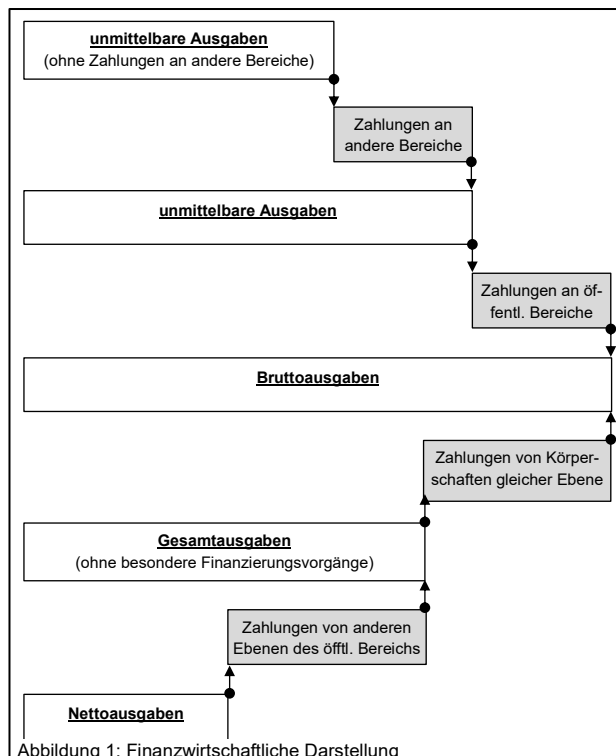 unmittelbare Ausgaben
(ohne Zahlungen an andere Bereiche)
Zahlungen an
andere Bereiche
unmittelbare Ausgaben
Zahlungen an öf-
fentl. Bereiche
Bruttoausgaben
Zahlungen von Körper-
schaften gleicher Ebene
Gesamtausgaben
(ohne besondere Finanzierungsvorgänge)
Zahlungen von anderen
Ebenen des öfftl. Bereichs
Nettoausgaben
Abbildung 1: Finanzwirtschaftliche Darstellung